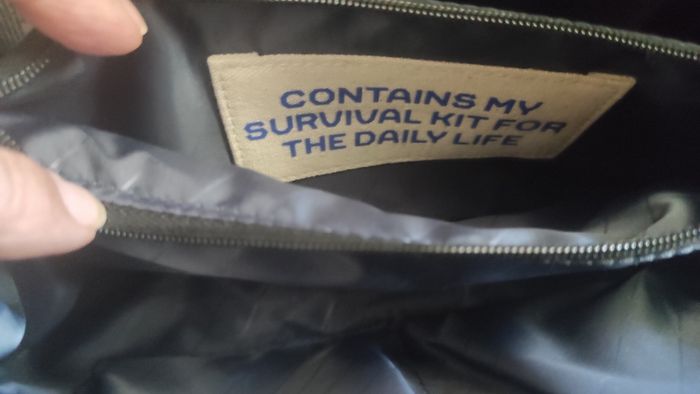 CONTAINS MY
SURVIVAL KIT FOR
THE DAILY LIFE